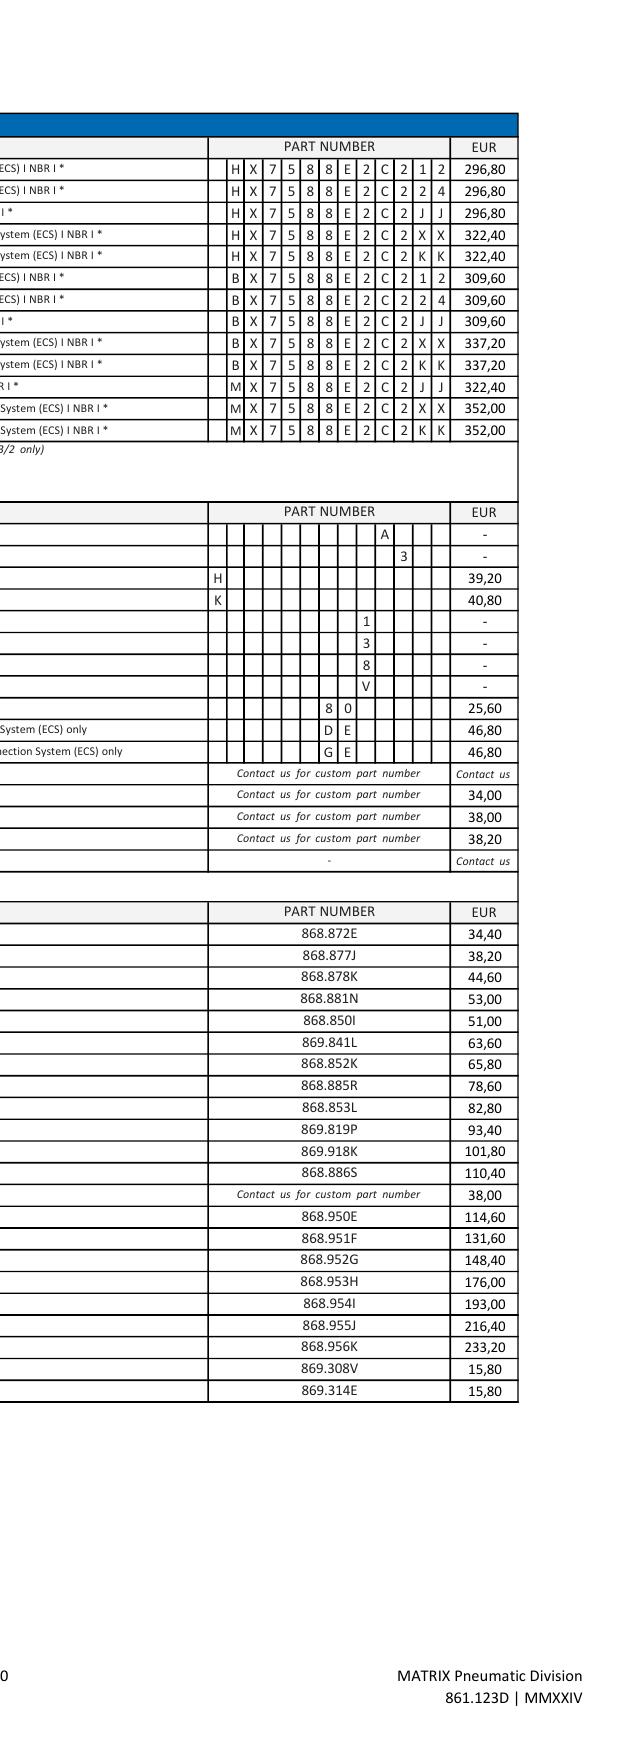 PART NUMBER EUR
ECS) I NBR I * H X 7 5 8 8 E 2 C 2 1 2 296,80
ECS) I NBR I * H X 7 5 8 8 E 2 C 2 2 4 296,80
I * H X 7 5 8 8 E 2 C 2 J J 296,80
ystem (ECS) I NBR I * H X 7 5 8 8 E 2 C 2 X X 322,40
ystem (ECS) I NBR I * H X 7 5 8 8 E 2 C 2 K K 322,40
ECS) I NBR I * B X 7 5 8 8 E 2 C 2 1 2 309,60
ECS) I NBR I * B X 7 5 8 8 E 2 C 2 2 4 309,60
I * B X 7 5 8 8 E 2 C 2 J J 309,60
ystem (ECS) I NBR I * B X 7 5 8 8 E 2 C 2 X X 337,20
ystem (ECS) I NBR I * B X 7 5 8 8 E 2 C 2 K K 337,20
R I * M X 7 5 8 8 E 2 C 2 J J 322,40
System (ECS) I NBR I * M X 7 5 8 8 E 2 C 2 X X 352,00
System (ECS) I NBR I * M X 7 5 8 8 E 2 C 2 K K 352,00
3/2 only)
PART NUMBER EUR
A -
3 -
H 39,20
K 40,80
1 -
3 -
8 -
V -
8 0 25,60
System (ECS) only D E 46,80
nection System (ECS) only G E 46,80
Contact us for custom part number Contact us
Contact us for custom part number 34,00
Contact us for custom part number 38,00
Contact us for custom part number 38,20
- Contact us
PART NUMBER EUR
868.872E 34,40
868.877J 38,20
868.878K 44,60
868.881N 53,00
868.850I 51,00
869.841L 63,60
868.852K 65,80
868.885R 78,60
868.853L 82,80
869.819P 93,40
869.918K 101,80
868.886S 110,40
Contact us for custom part number 38,00
868.950E 114,60
868.951F 131,60
868.952G 148,40
868.953H 176,00
868.954I 193,00
868.955J 216,40
868.956K 233,20
869.308V 15,80
869.314E 15,80
0 MATRIX Pneumatic Division
861.123D | MMXXIV